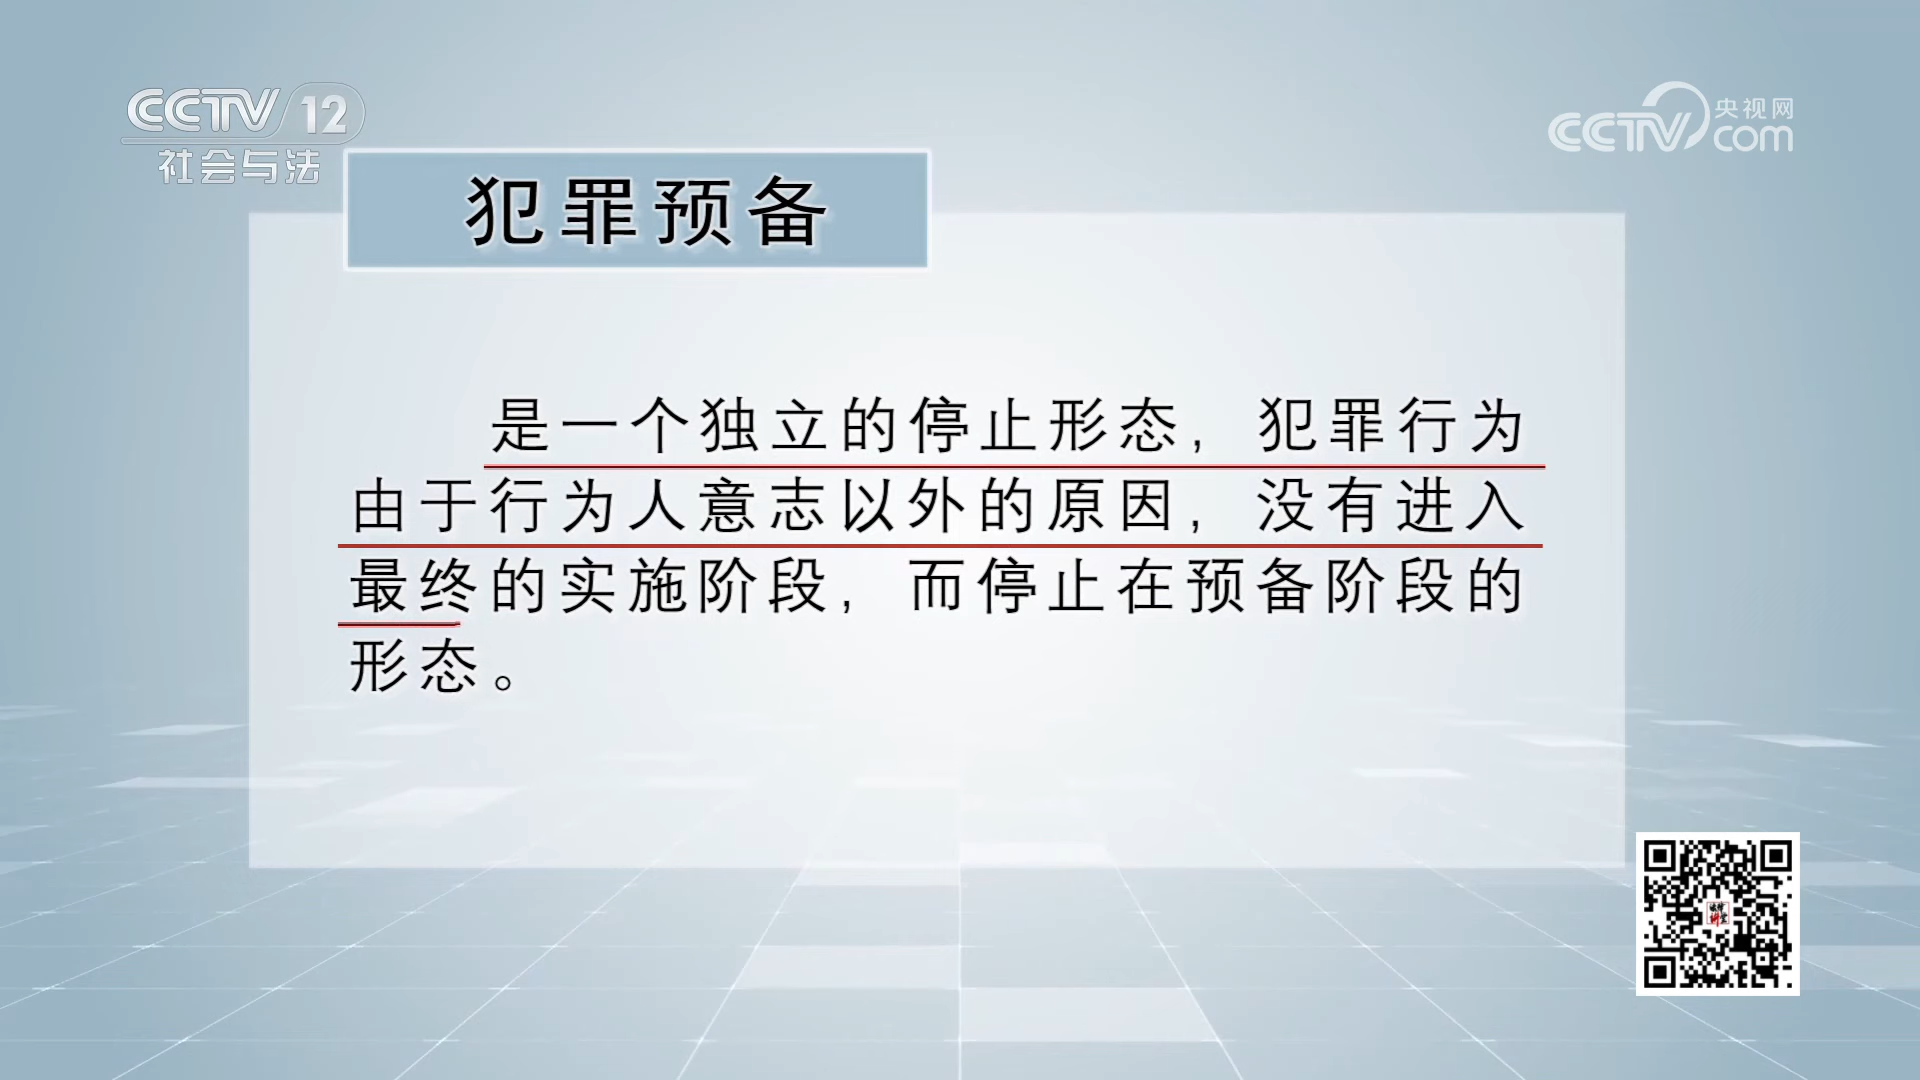 CCTV 12
社会与法
央视网
CCTV com
犯罪预备
是一个独立的停止形态，犯罪行为
由于行为人意志以外的原因，没有进入
最终的实施阶段，而停止在预备阶段的
形态。